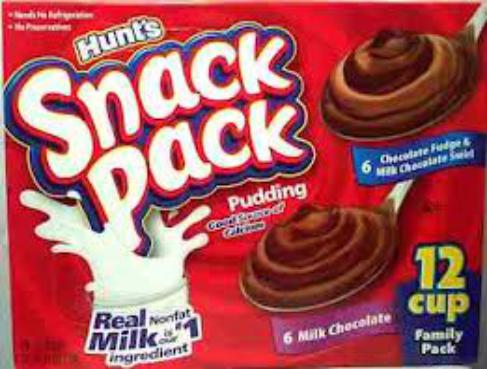 • Needs No Refrigeration
• No Preservatives
Hunt's
Snack
Pack
Pudding
Good Source of
Calcium
6 Chocolate Fudge &
Milk Chocolate Swirl
6 Milk Chocolate
12
cup
Family
Pack
Real Nonfat
Milk is our #1
ingredient